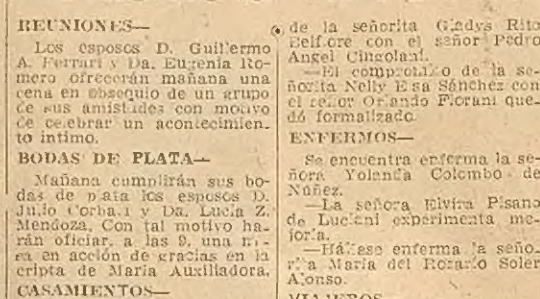 REUNIONES—
Los esposos D. Guillermo
A. Ferrari y Da. Eugenia Ro-
mero ofrecerán mañana una
cena en obsequio de un grupo
de sus amistades con motivo
de celebrar un acontecimien-
to íntimo.
BODAS DE PLATA—
Mañana cumplirán sus bo-
das de plata los esposos D.
Julio Corbari y Da. Lucía Z.
Mendoza. Con tal motivo ha-
rán oficiar, a las 9, una mi-
sa en acción de gracias en la
cripta de María Auxiliadora.
CASAMIENTOS—
de la señorita Gladys Rito
Belfiore con el señor Pedro
Angel Cingolani.
—El compromiso de la se-
ñorita Nelly Elsa Sánchez con
el señor Orlando Fiorani que-
dó formalizado.
ENFERMOS—
Se encuentra enferma la se-
ñora Yolanda Colombo de
Núñez.
—La señora Elvira Pisano
de Luciani experimenta me-
joría.
—Hállase enferma la seño-
rita María del Rosario Soler
Alonso.
VIAJEROS—